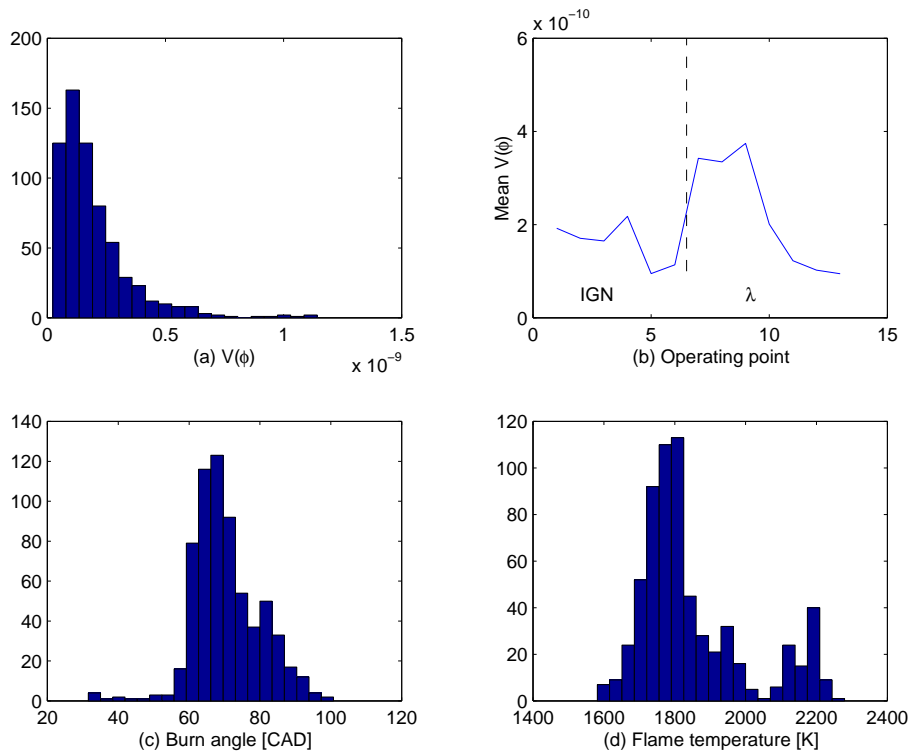 200
150
100
50
0
0 0.5 1 1.5
x 10⁻⁹
(a) V(ϕ)
x 10⁻¹⁰
6
4
2
0
Mean V(ϕ)
IGN λ
0 5 10 15
(b) Operating point
140
120
100
80
60
40
20
0
20 40 60 80 100 120
(c) Burn angle [CAD]
120
100
80
60
40
20
0
1400 1600 1800 2000 2200 2400
(d) Flame temperature [K]